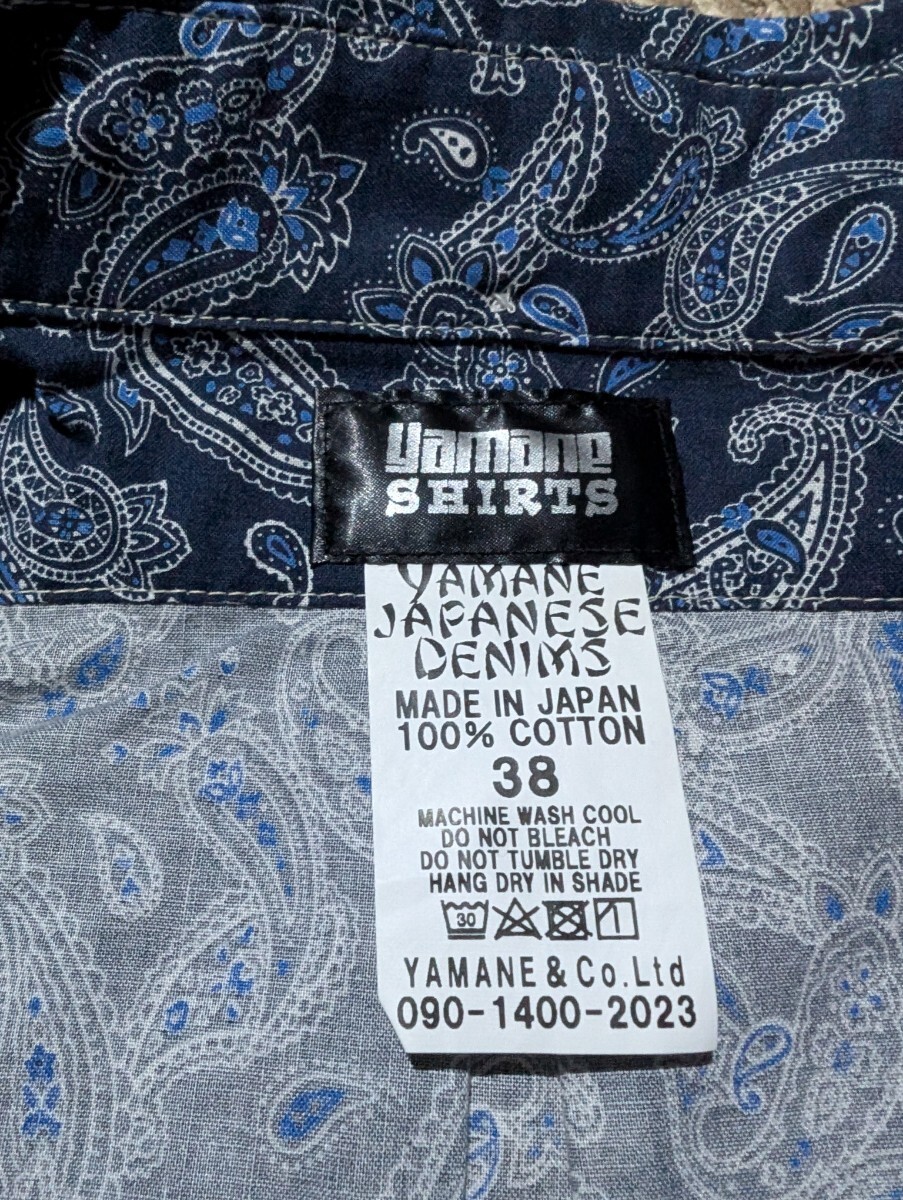 yamane
SHIRTS
YAMANE
JAPANESE
DENIMS
MADE IN JAPAN
100% COTTON
38
MACHINE WASH COOL
DO NOT BLEACH
DO NOT TUMBLE DRY
HANG DRY IN SHADE
30
YAMANE & Co.Ltd
090-1400-2023